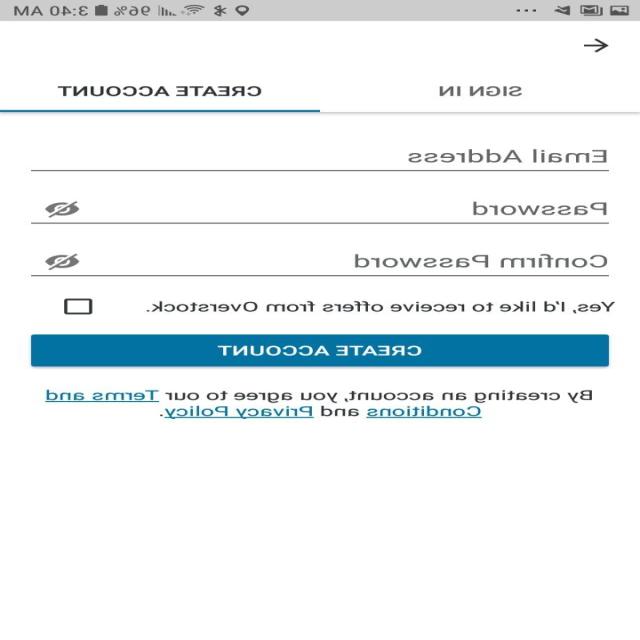 3:40 AM 96%
SIGN IN CREATE ACCOUNT
Email Address
Password
Confirm Password
Yes, I'd like to receive offers from Overstock.
CREATE ACCOUNT
By creating an account, you agree to our Terms and
Conditions and Privacy Policy.